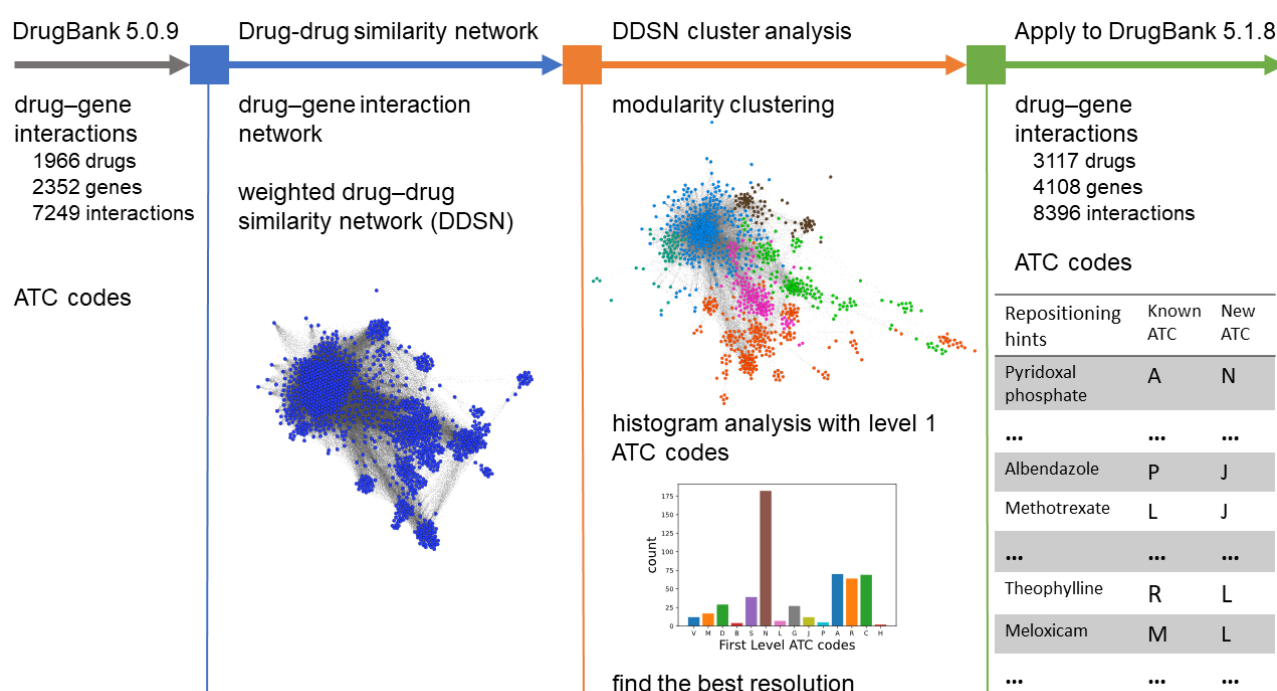 DrugBank 5.0.9
drug–gene
interactions
1966 drugs
2352 genes
7249 interactions
ATC codes
Drug-drug similarity network
drug–gene interaction
network
weighted drug–drug
similarity network (DDSN)
DDSN cluster analysis
modularity clustering
histogram analysis with level 1
ATC codes
count
175
150
125
100
75
50
25
0
V M D B S N L G J P A R C H
First Level ATC codes
find the best resolution
Apply to DrugBank 5.1.8
drug–gene
interactions
3117 drugs
4108 genes
8396 interactions
ATC codes
Repositioning hints Known ATC New ATC
Pyridoxal phosphate A N
... ... ...
Albendazole P J
Methotrexate L J
... ... ...
Theophylline R L
Meloxicam M L
... ... ...